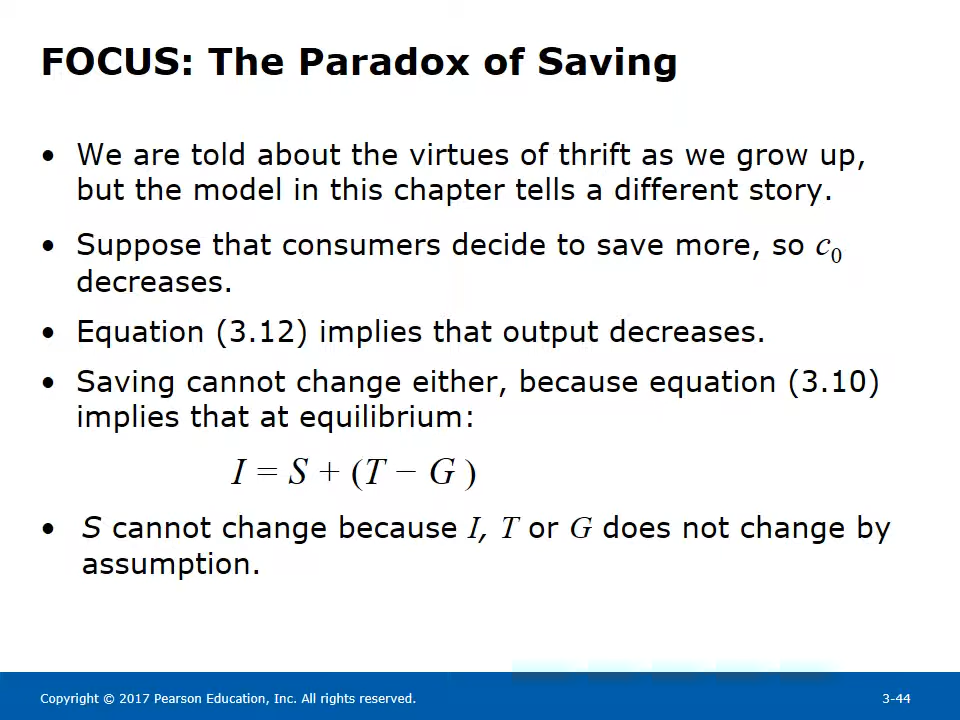 FOCUS: The Paradox of Saving
• We are told about the virtues of thrift as we grow up,
but the model in this chapter tells a different story.
• Suppose that consumers decide to save more, so c₀
decreases.
• Equation (3.12) implies that output decreases.
• Saving cannot change either, because equation (3.10)
implies that at equilibrium:
I = S + (T − G )
• S cannot change because I, T or G does not change by
assumption.
Copyright © 2017 Pearson Education, Inc. All rights reserved.
3-44